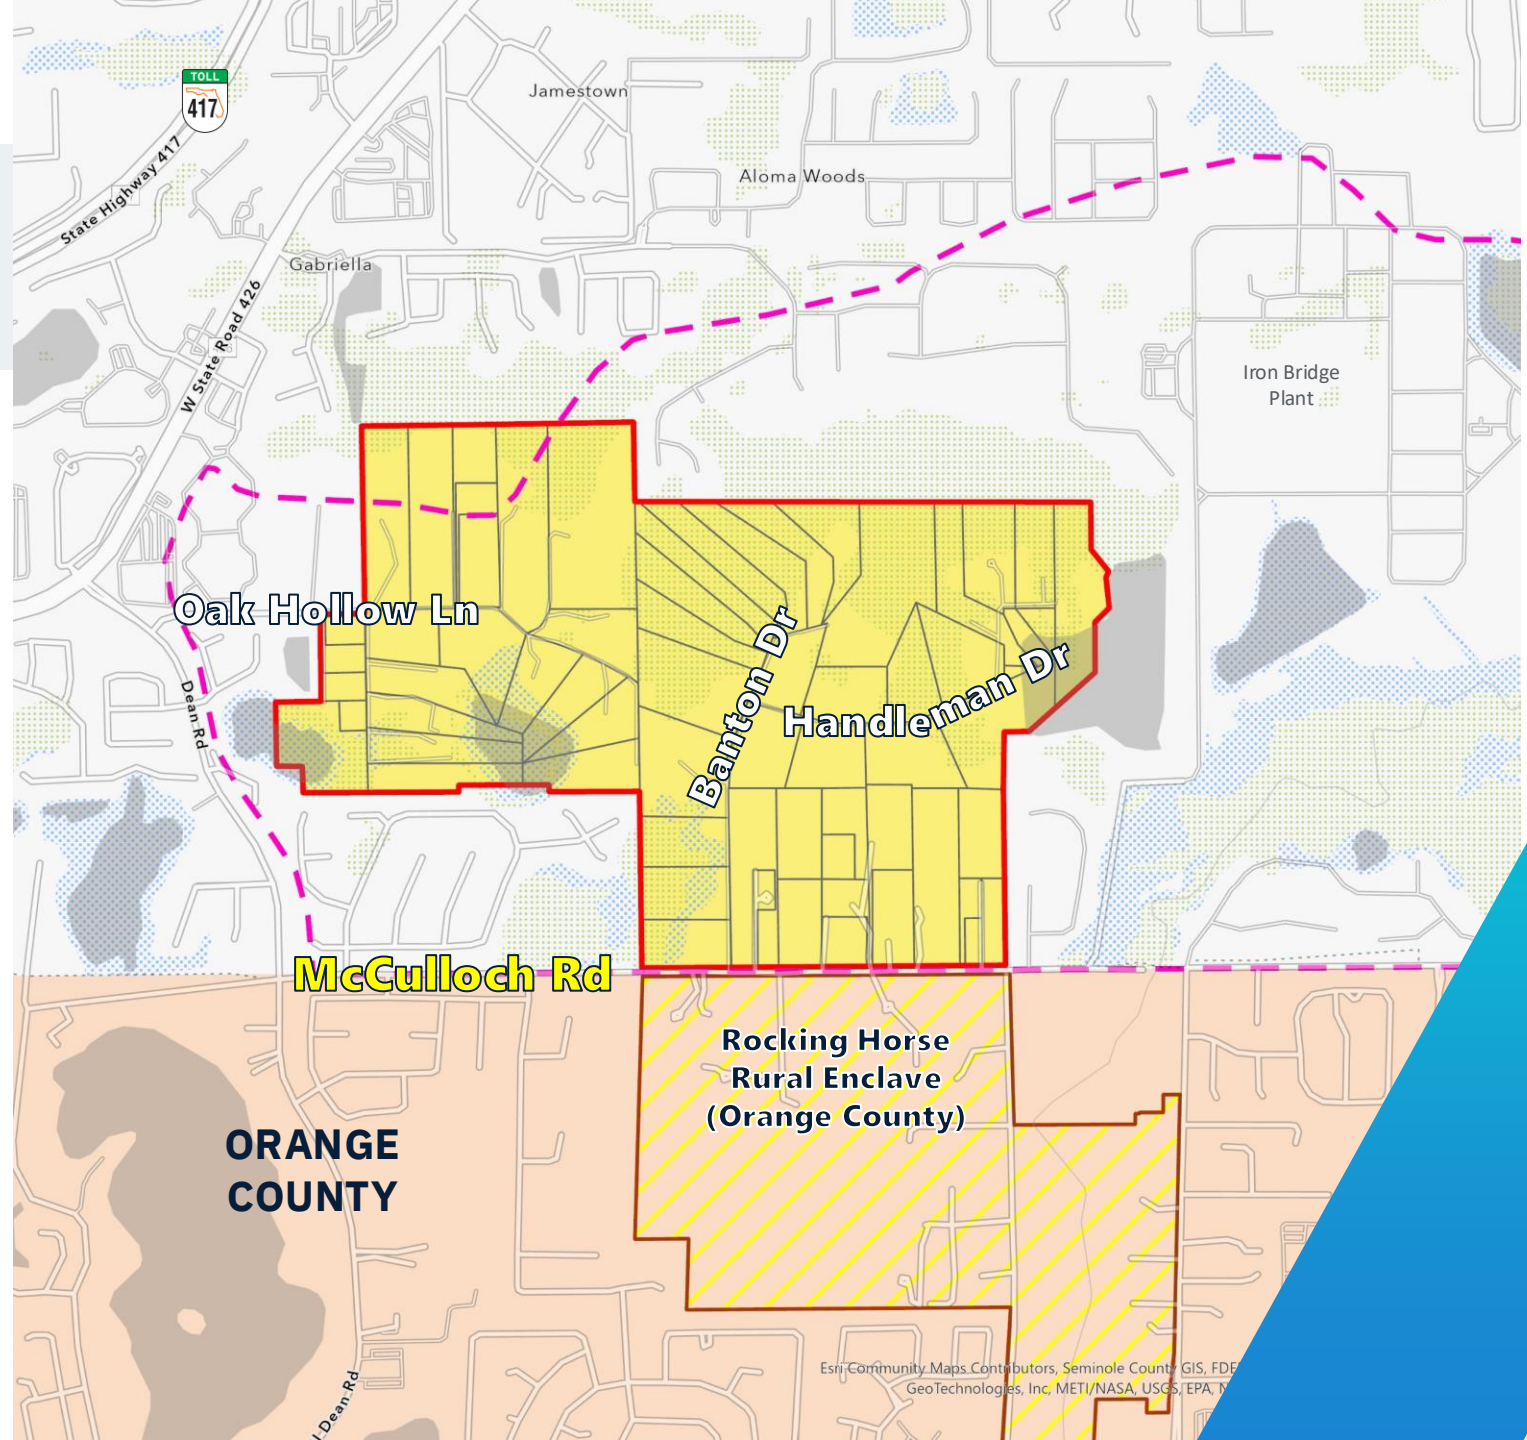 TOLL
417
State Highway 417
Jamestown
Aloma Woods
Gabriella
W State Road 426
Iron Bridge
Plant
Oak Hollow Ln
Banton Dr
Handleman Dr
Dean Rd
McCulloch Rd
Rocking Horse
Rural Enclave
(Orange County)
ORANGE
COUNTY
Dean Rd
Esri Community Maps Contributors, Seminole County GIS,
GeoTechnologies, Inc, METI/NASA, USGS, EPA,